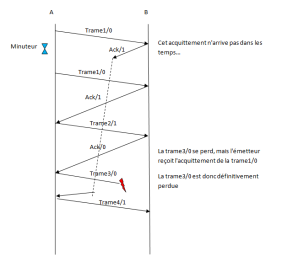 A
B
Trame1/0
Cet acquittement n'arrive pas dans les
temps...
Minuteur
Ack/1
Trame1/0
Ack/1
Trame2/1
Ack/0
La trame3/0 se perd, mais l'émetteur
reçoit l'acquittement de la trame1/0
Trame3/0
La trame3/0 est donc définitivement
perdue
Trame4/1